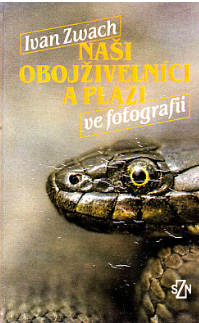 Ivan Zwach
NAŠI
OBOJŽIVELNÍCI
A PLAZI
ve fotografii
SZN